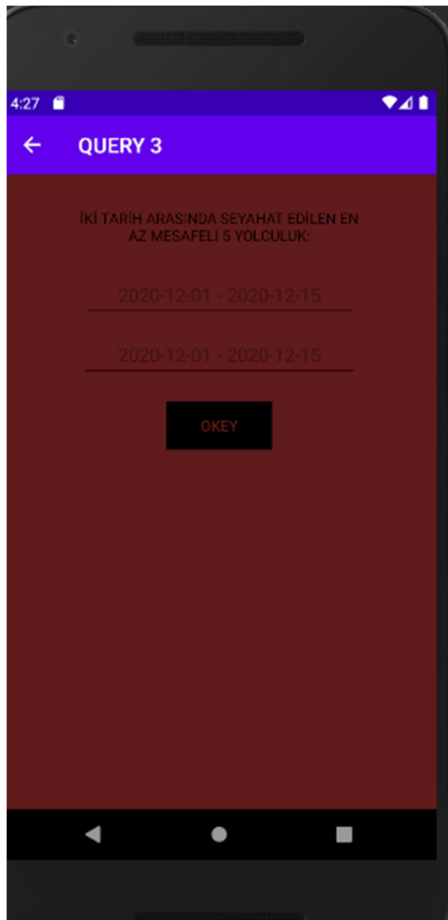 4:27
QUERY 3
İKİ TARİH ARASINDA SEYAHAT EDİLEN EN
AZ MESAFELİ 5 YOLCULUK:
2020-12-01 - 2020-12-15
2020-12-01 - 2020-12-15
OKEY